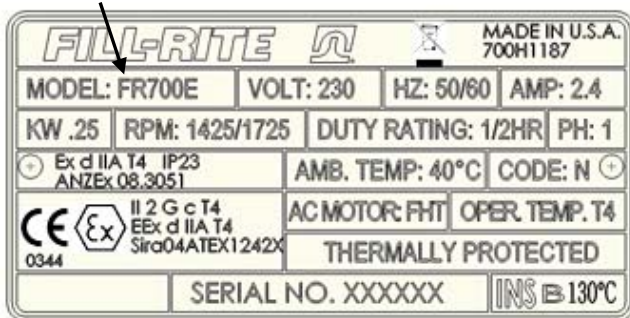 FILL-RITE MADE IN U.S.A.
700H1187
MODEL: FR700E VOLT: 230 HZ: 50/60 AMP: 2.4
KW .25 RPM: 1425/1725 DUTY RATING: 1/2HR PH: 1
Ex d IIA T4 IP23
ANZEx 08.3051
AMB. TEMP: 40°C CODE: N
CE 0344
Ex
II 2 G c T4
EEx d IIA T4
Sira04ATEX1242X
AC MOTOR: FHT OPER. TEMP. T4
THERMALLY PROTECTED
SERIAL NO. XXXXXX INS B 130°C